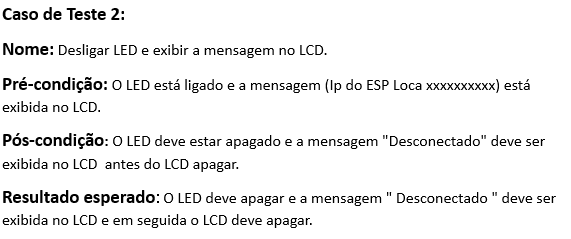 Caso de Teste 2:
Nome: Desligar LED e exibir a mensagem no LCD.
Pré-condição: O LED está ligado e a mensagem (Ip do ESP Loca xxxxxxxxxx) está
exibida no LCD.
Pós-condição: O LED deve estar apagado e a mensagem "Desconectado" deve ser
exibida no LCD  antes do LCD apagar.
Resultado esperado: O LED deve apagar e a mensagem " Desconectado " deve ser
exibida no LCD e em seguida o LCD deve apagar.